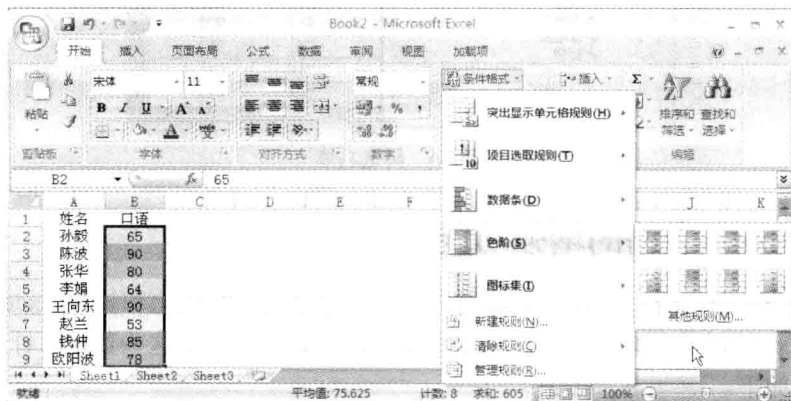 Book2 - Microsoft Excel
开始 插入 页面布局 公式 数据 审阅 视图 加载项
宋体 11 常规 条件格式 插入 Σ
粘贴 B I U A A % , 排序和筛选 查找和选择
剪贴板 字体 对齐方式 数字 编辑
B2 fx 65
A B C D E F J K
1 姓名 口语
2 孙毅 65
3 陈波 90
4 张华 80
5 李娟 64
6 王向东 90
7 赵兰 53
8 钱仲 85
9 欧阳波 78
突出显示单元格规则(H)
项目选取规则(T)
数据条(D)
色阶(S)
图标集(I)
新建规则(N)...
清除规则(C)
管理规则(R)...
其他规则(M)...
Sheet1 Sheet2 Sheet3
就绪 平均值: 75.625 计数: 8 求和: 605 100%